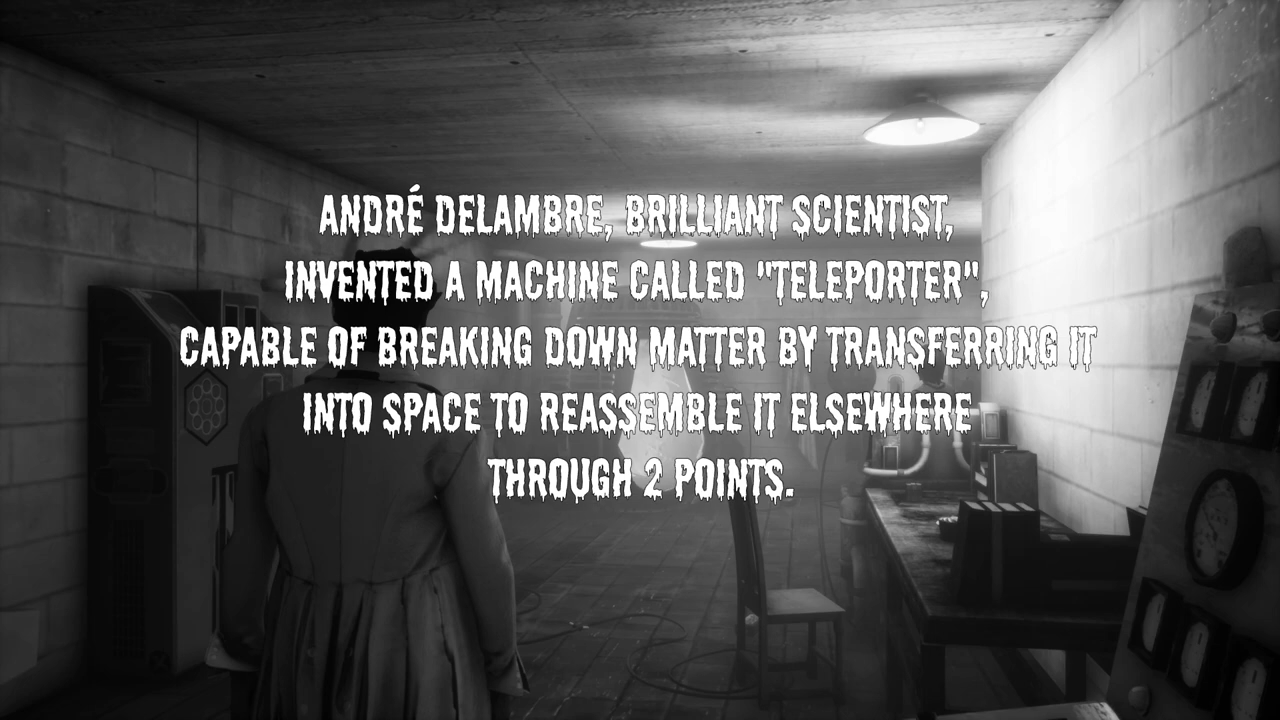 ANDRÉ DELAMBRE, BRILLIANT SCIENTIST,
INVENTED A MACHINE CALLED "TELEPORTER",
CAPABLE OF BREAKING DOWN MATTER BY TRANSFERRING IT
INTO SPACE TO REASSEMBLE IT ELSEWHERE
THROUGH 2 POINTS.